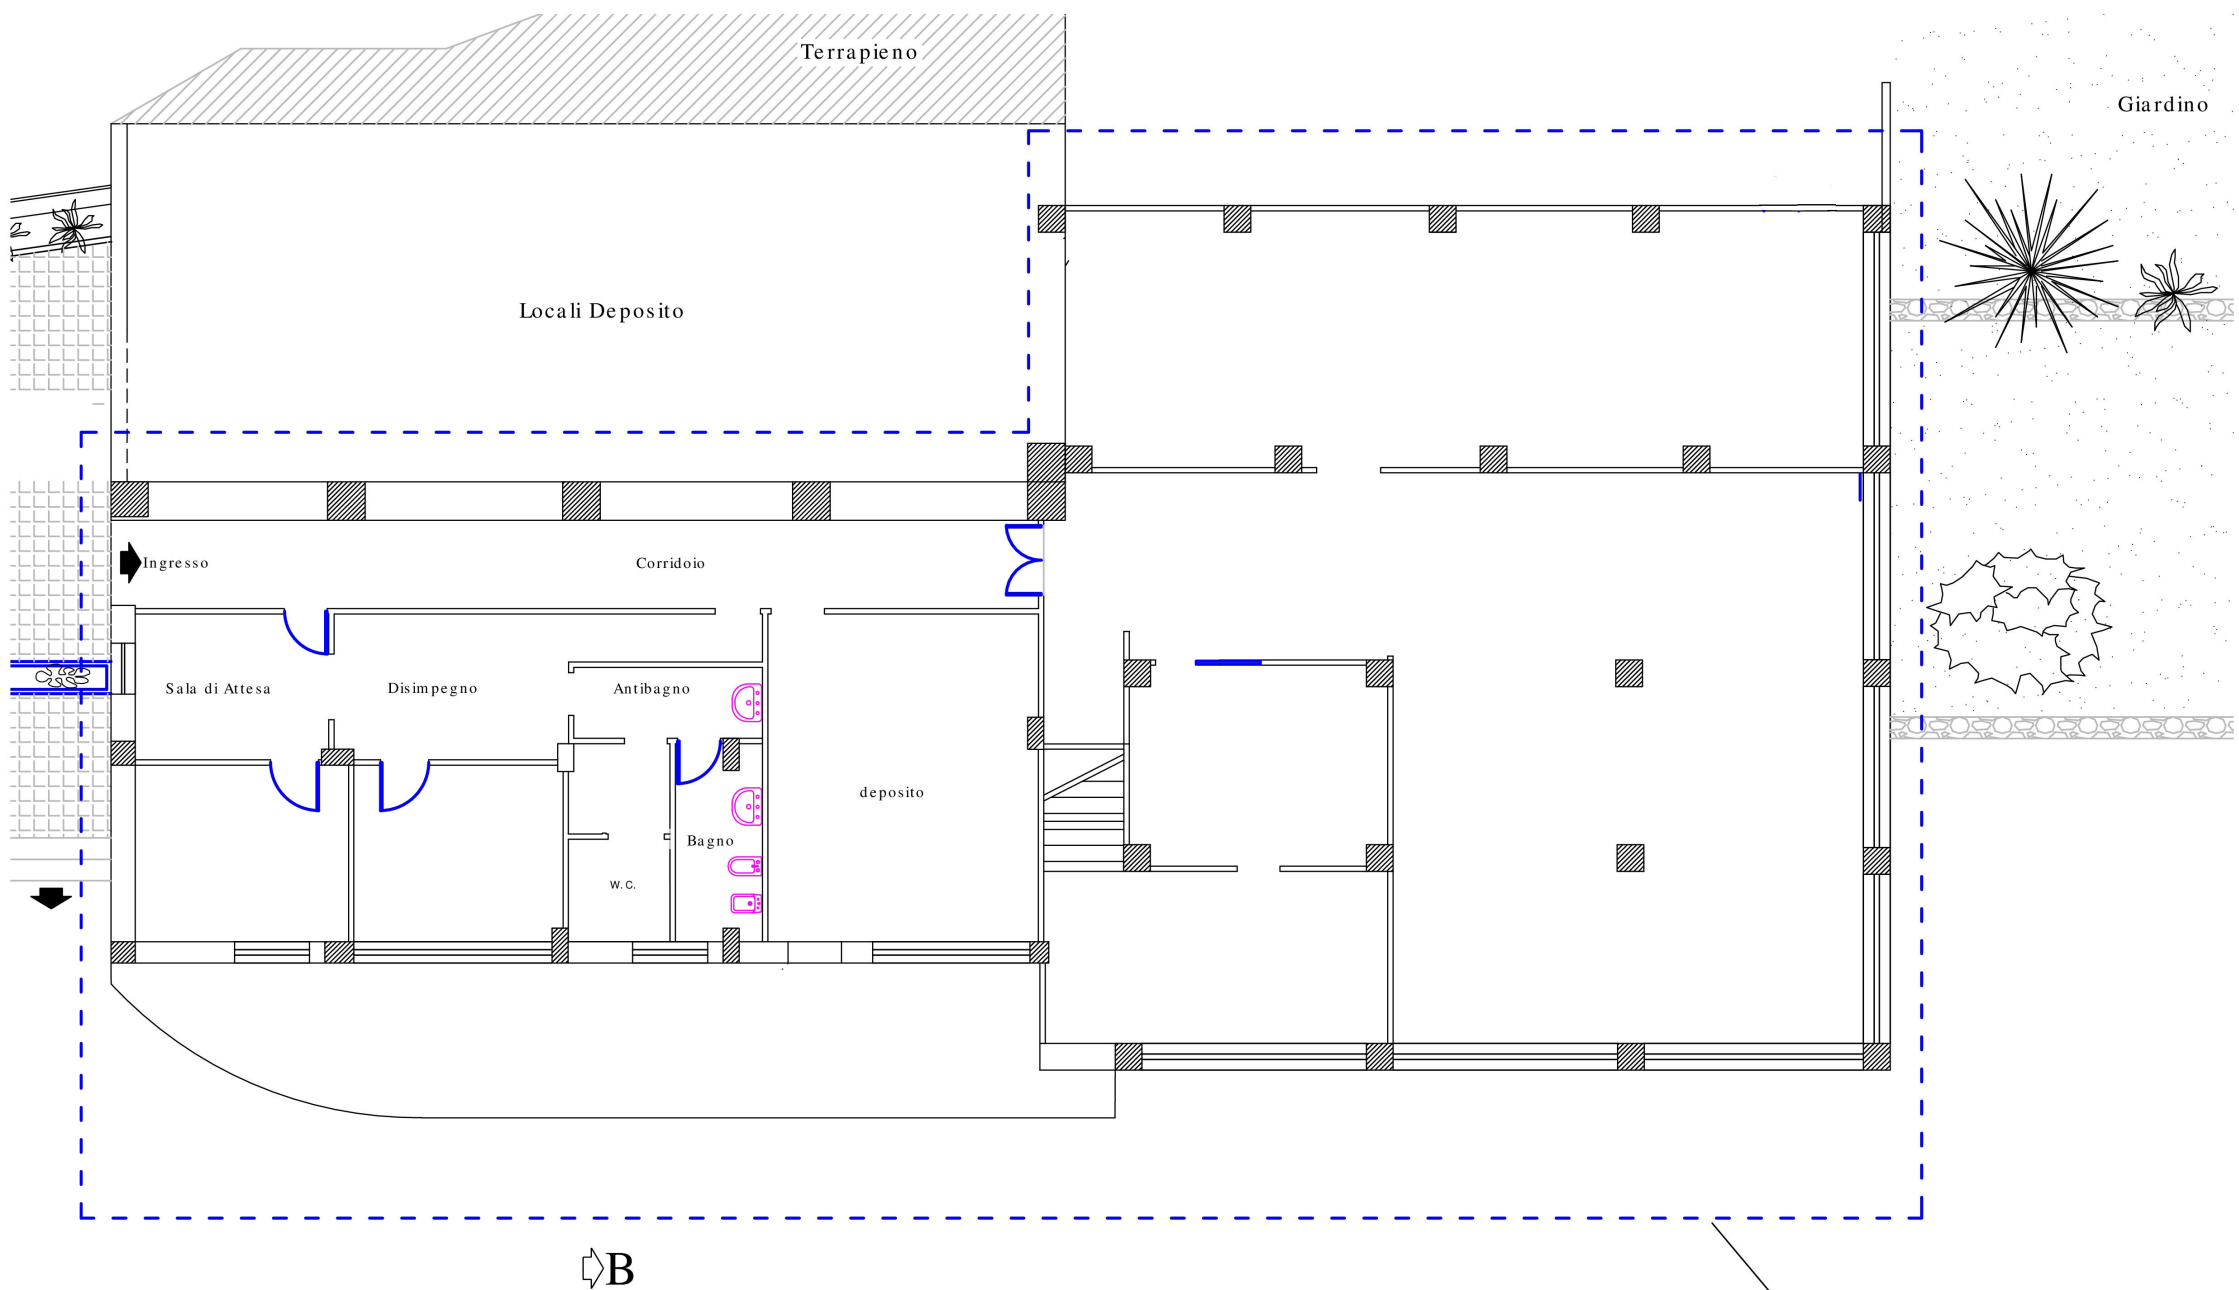 Terrapieno
Giardino
Locali Deposito
Ingresso
Corridoio
Sala di Attesa
Disimpegno
Antibagno
deposito
Bagno
W.C.
B